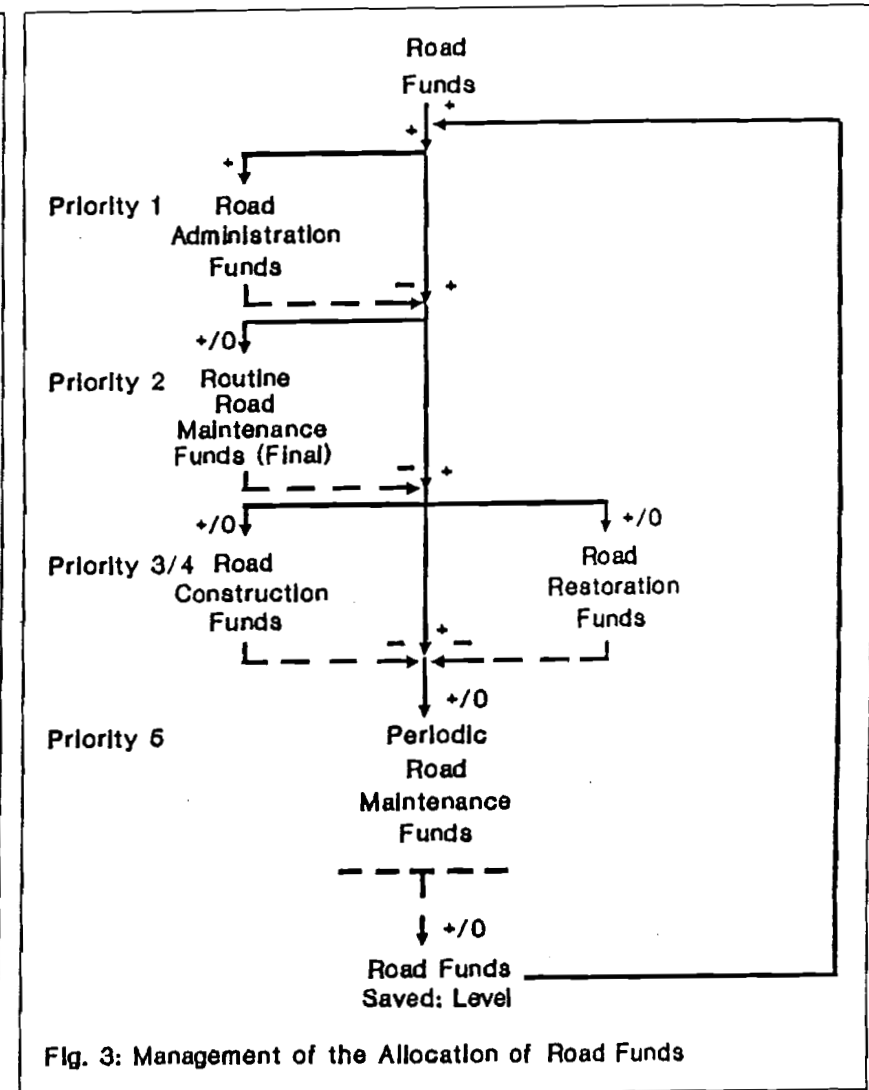 Road
Funds
+
+
+
Priority 1 Road
Administration
Funds
− +
+/0
Priority 2 Routine
Road
Maintenance
Funds (Final)
− +
+/0 +/0
Priority 3/4 Road
Construction
Funds
Road
Restoration
Funds
− + −
+/0
Priority 5 Periodic
Road
Maintenance
Funds
+/0
Road Funds
Saved: Level
Fig. 3: Management of the Allocation of Road Funds